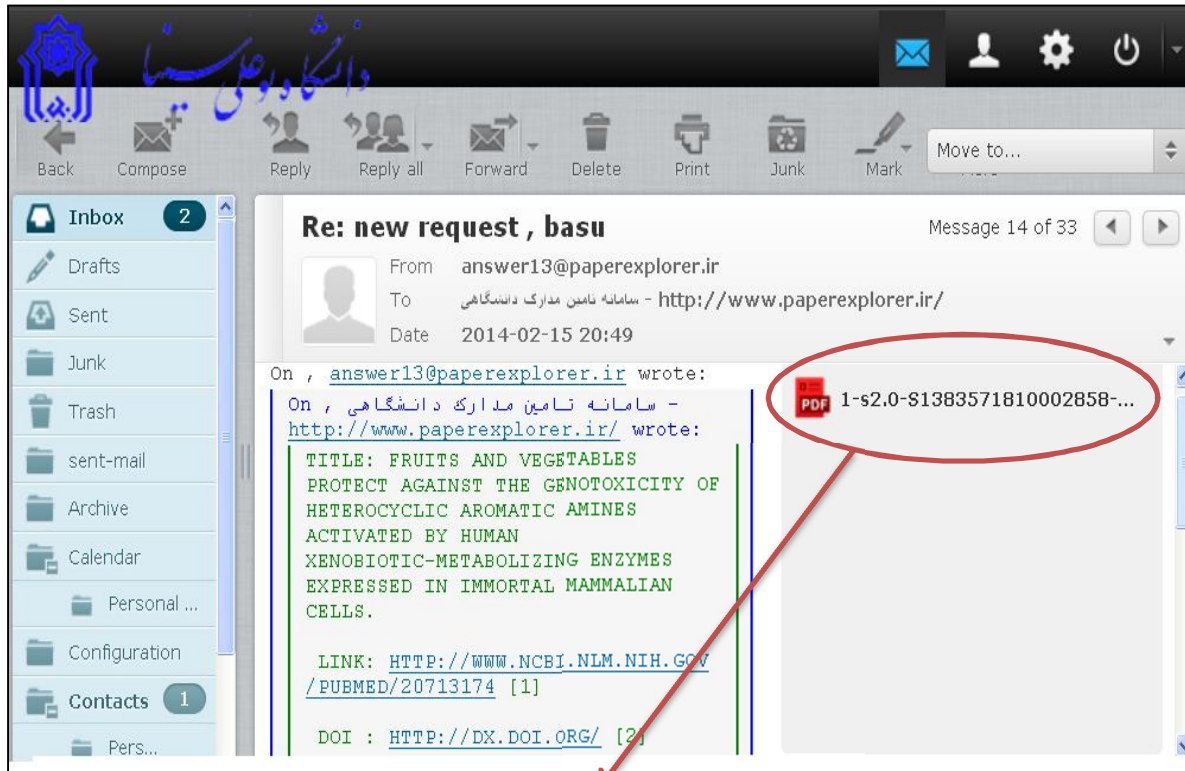 دانشگاه بوعلی سینا
Back
Compose
Reply
Reply all
Forward
Delete
Print
Junk
Mark
Move to...
Inbox 2
Drafts
Sent
Junk
Trash
sent-mail
Archive
Calendar
Personal ...
Configuration
Contacts 1
Pers...
Re: new request , basu
Message 14 of 33
From answer13@paperexplorer.ir
To سامانه تامین مدارک دانشگاهی - http://www.paperexplorer.ir/
Date 2014-02-15 20:49
On , answer13@paperexplorer.ir wrote:
On , سامانه تامین مدارک دانشگاهی -
http://www.paperexplorer.ir/ wrote:
TITLE: FRUITS AND VEGETABLES
PROTECT AGAINST THE GENOTOXICITY OF
HETEROCYCLIC AROMATIC AMINES
ACTIVATED BY HUMAN
XENOBIOTIC-METABOLIZING ENZYMES
EXPRESSED IN IMMORTAL MAMMALIAN
CELLS.
LINK: HTTP://WWW.NCBI.NLM.NIH.GOV
/PUBMED/20713174 [1]
DOI : HTTP://DX.DOI.ORG/ [2]
PDF 1-s2.0-S1383571810002858-...